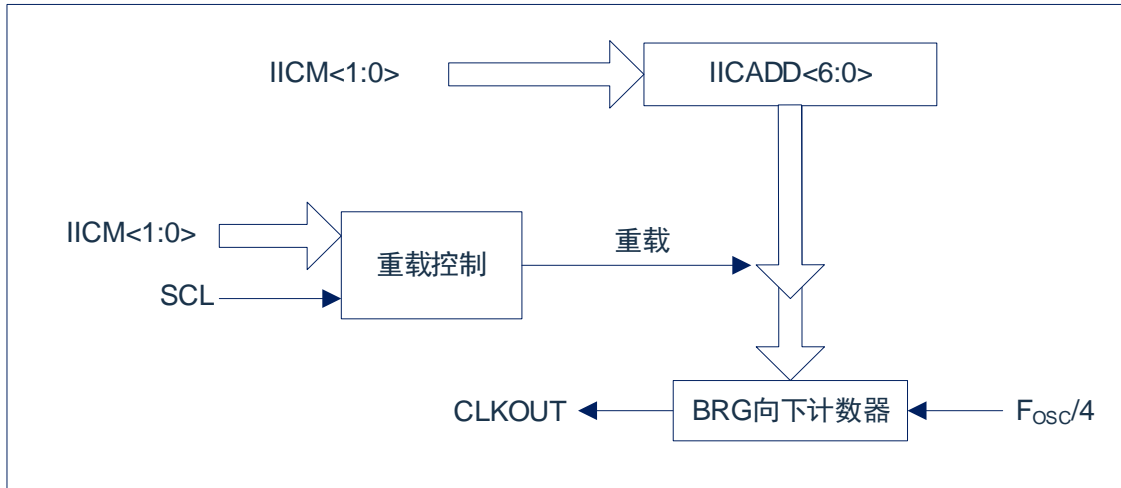 IICM<1:0>
IICADD<6:0>
IICM<1:0>
重载控制
重载
SCL
CLKOUT
BRG向下计数器
FOSC/4